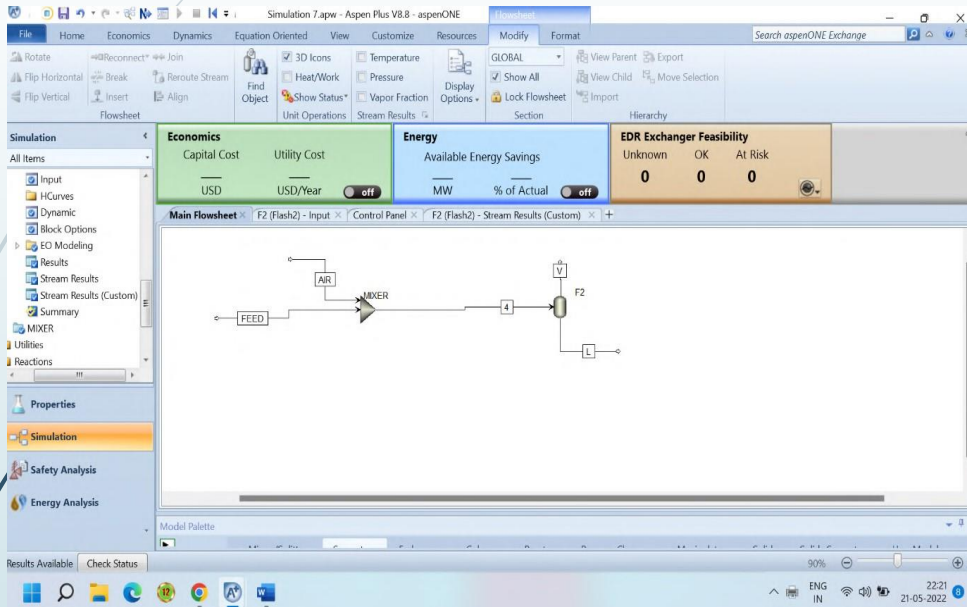 Simulation 7.apw - Aspen Plus V8.8 - aspenONE
Flowsheet
File Home Economics Dynamics Equation Oriented View Customize Resources Modify Format
Search aspenONE Exchange
Rotate Reconnect Join
Flip Horizontal Break Reroute Stream
Flip Vertical Insert Align
Flowsheet
Find Object
3D Icons
Heat/Work
Show Status
Unit Operations
Temperature
Pressure
Vapor Fraction
Stream Results
Display Options
GLOBAL
Show All
Lock Flowsheet
Section
View Parent Export
View Child Move Selection
Import
Hierarchy
Simulation
All Items
Input
HCurves
Dynamic
Block Options
EO Modeling
Results
Stream Results
Stream Results (Custom)
Summary
MIXER
Utilities
Reactions
Properties
Simulation
Safety Analysis
Energy Analysis
Economics
Capital Cost Utility Cost
USD USD/Year off
Energy
Available Energy Savings
MW % of Actual off
EDR Exchanger Feasibility
Unknown OK At Risk
0 0 0
Main Flowsheet F2 (Flash2) - Input Control Panel F2 (Flash2) - Stream Results (Custom) +
AIR
MIXER
FEED
4
V
F2
L
Model Palette
Results Available Check Status
90%
ENG
IN
22:21
21-05-2022
8